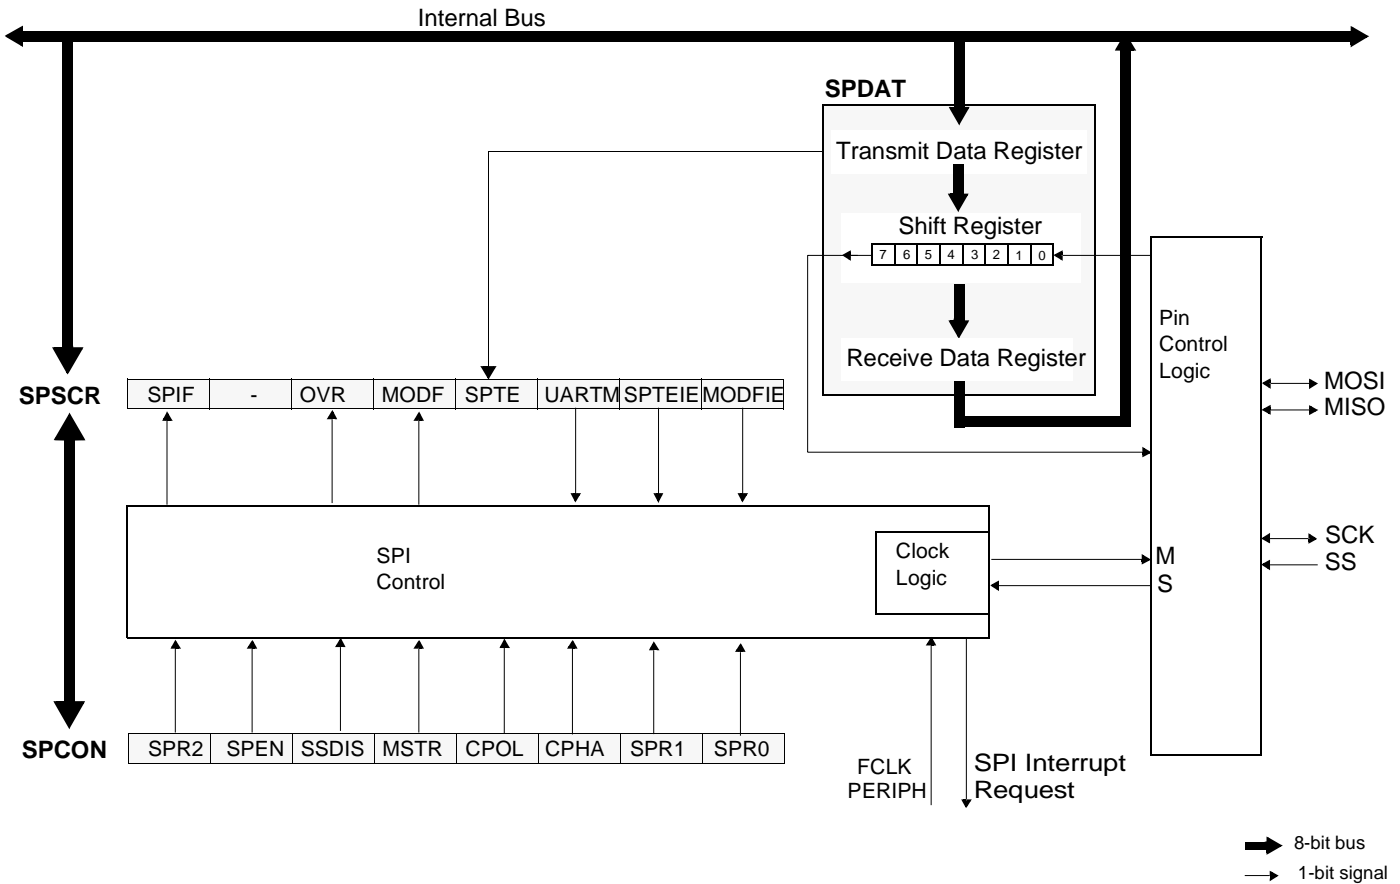 Internal Bus
SPDAT
Transmit Data Register
Shift Register
7 6 5 4 3 2 1 0
Receive Data Register
Pin
Control
Logic
MOSI
MISO
SPSCR
SPIF - OVR MODF SPTE UARTM SPTEIE MODFIE
SPI
Control
Clock
Logic
M
S
SCK
SS
SPCON
SPR2 SPEN SSDIS MSTR CPOL CPHA SPR1 SPR0
FCLK
PERIPH
SPI Interrupt
Request
8-bit bus
1-bit signal